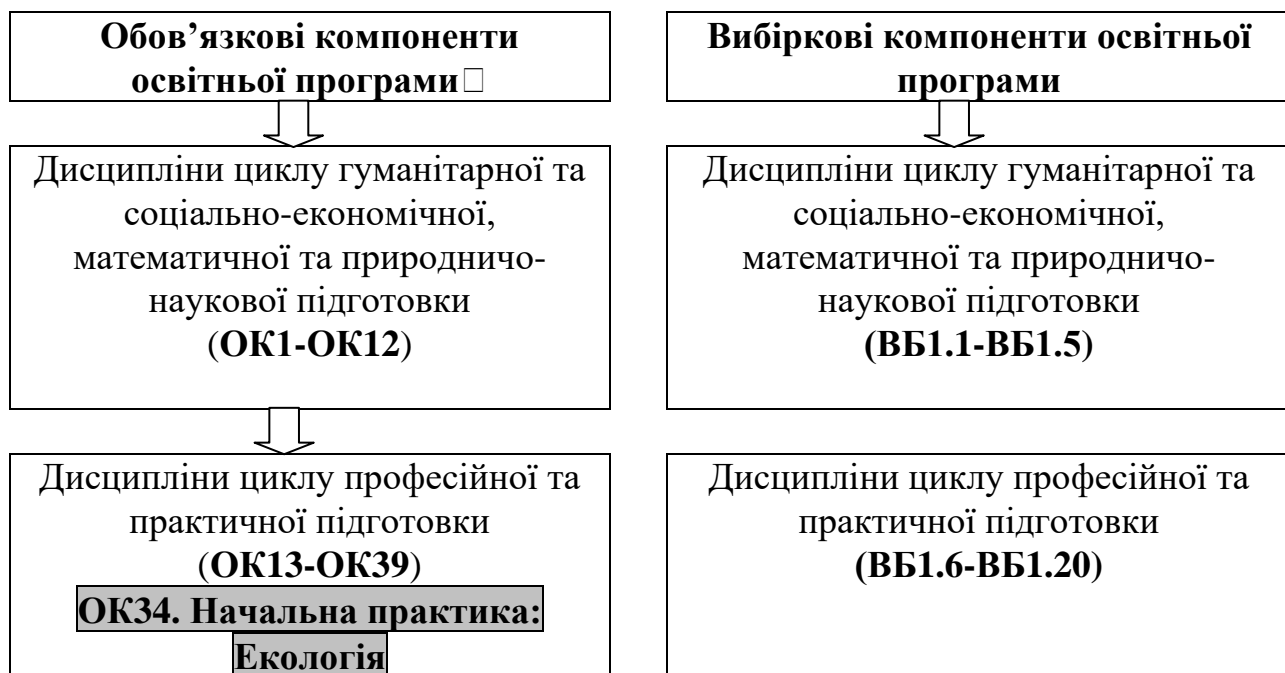 Обов’язкові компоненти
освітньої програми
Дисципліни циклу гуманітарної та
соціально-економічної,
математичної та природничо-
наукової підготовки
(ОК1-ОК12)
Дисципліни циклу професійної та
практичної підготовки
(ОК13-ОК39)
ОК34. Начальна практика:
Екологія
Вибіркові компоненти освітньої
програми
Дисципліни циклу гуманітарної та
соціально-економічної,
математичної та природничо-
наукової підготовки
(ВБ1.1-ВБ1.5)
Дисципліни циклу професійної та
практичної підготовки
(ВБ1.6-ВБ1.20)